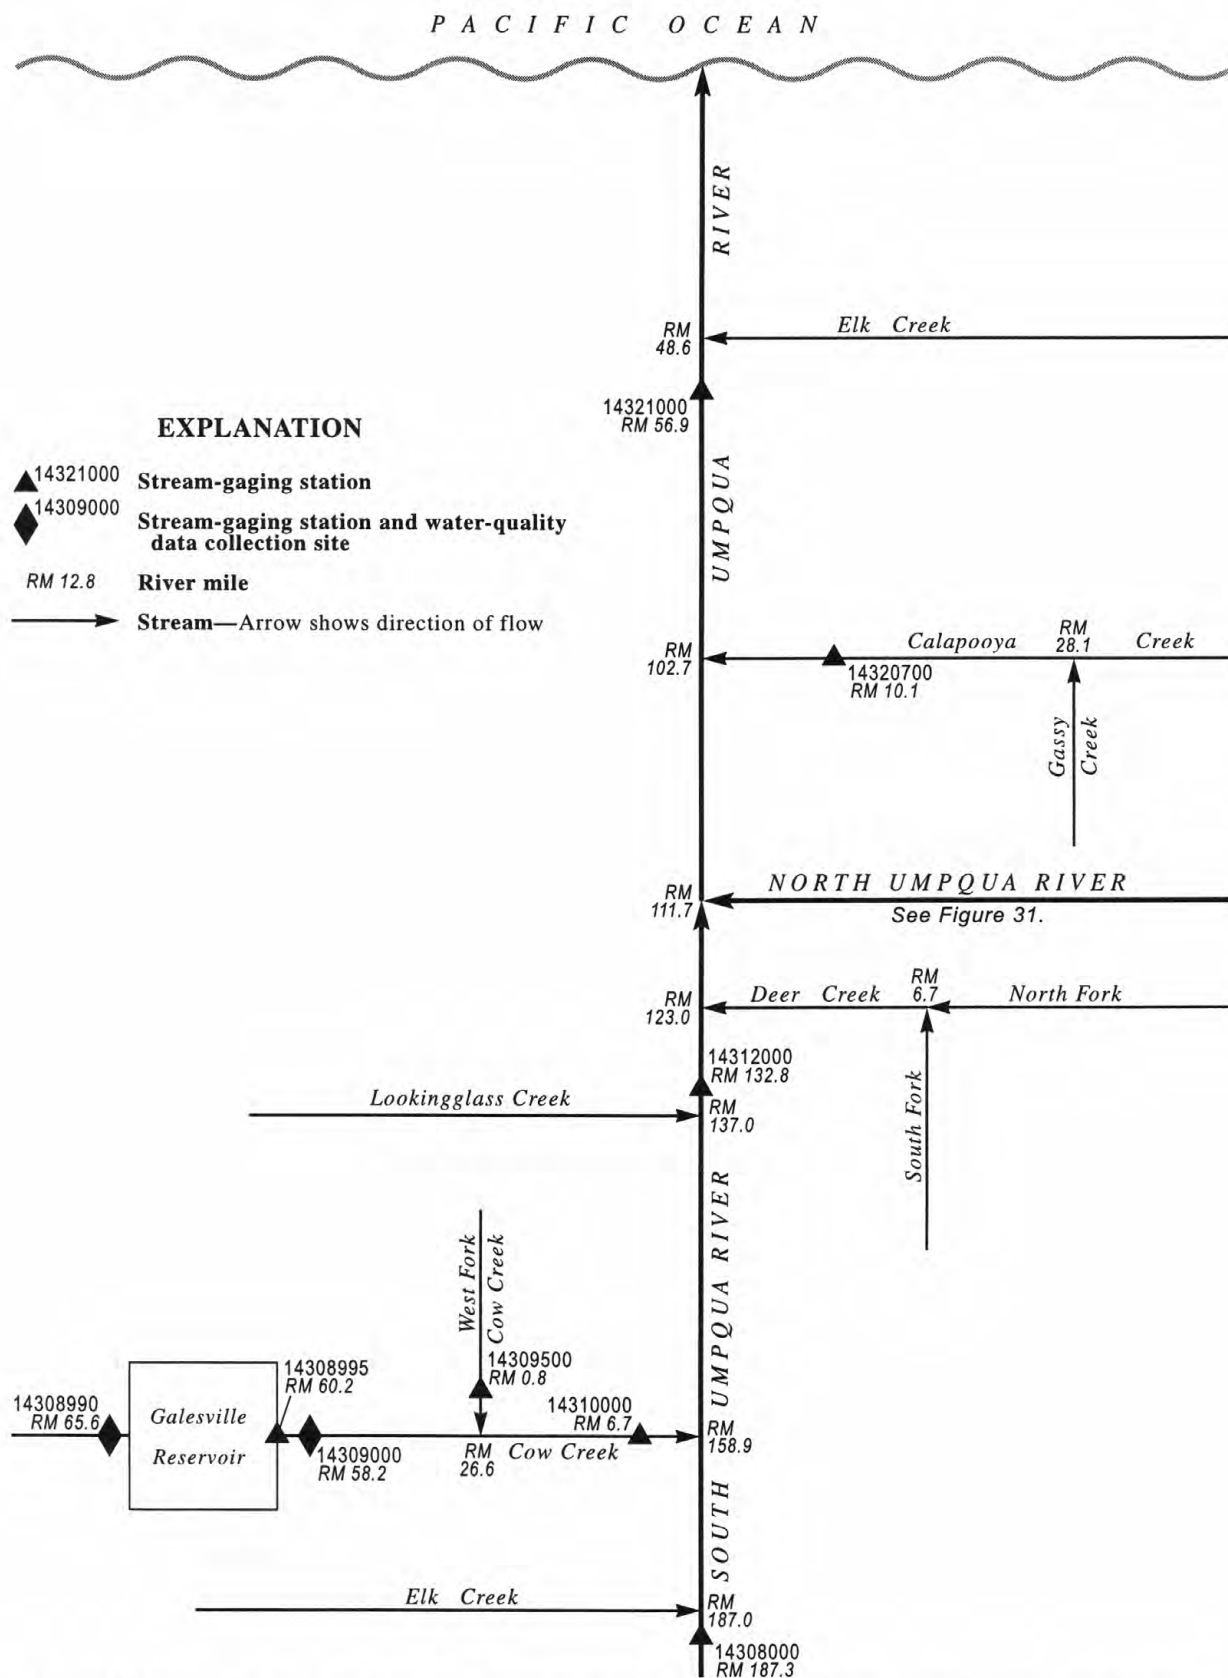 PACIFIC OCEAN
RIVER
Elk Creek
RM
48.6
14321000
RM 56.9
EXPLANATION
14321000 Stream-gaging station
14309000 Stream-gaging station and water-quality
data collection site
RM 12.8 River mile
Stream—Arrow shows direction of flow
UMPQUA
RM
102.7
Calapooya Creek
RM
28.1
14320700
RM 10.1
Gassy
Creek
RM
111.7
NORTH UMPQUA RIVER
See Figure 31.
RM
123.0
Deer Creek
RM
6.7
North Fork
South Fork
14312000
RM 132.8
Lookingglass Creek
RM
137.0
SOUTH UMPQUA RIVER
West Fork
Cow Creek
14309500
RM 0.8
14310000
RM 6.7
14308995
RM 60.2
14308990
RM 65.6
Galesville
Reservoir
14309000
RM 58.2
RM
26.6
Cow Creek
RM
158.9
Elk Creek
RM
187.0
14308000
RM 187.3